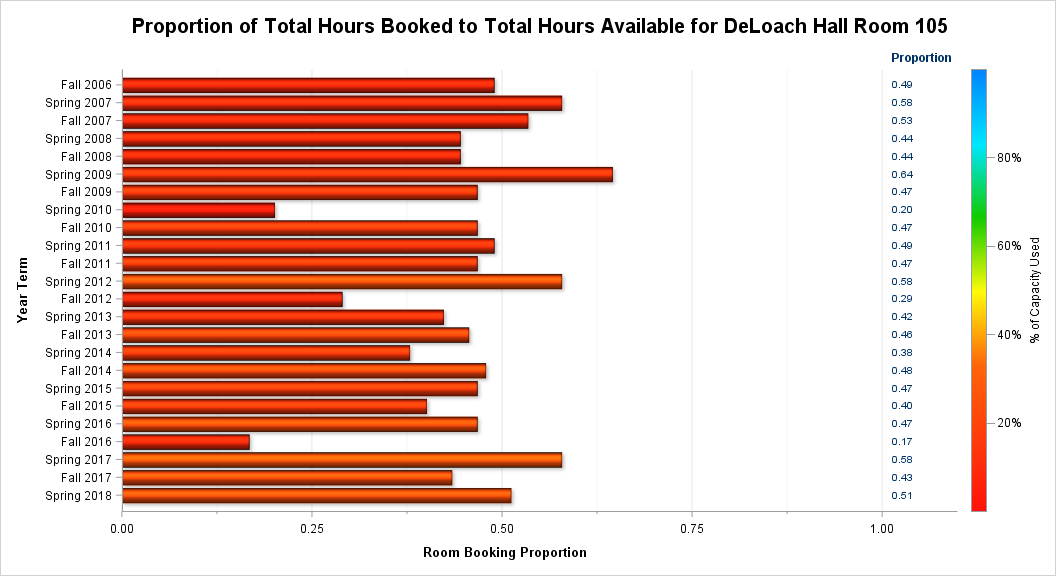 Proportion of Total Hours Booked to Total Hours Available for DeLoach Hall Room 105
Proportion
Fall 2006 0.49
Spring 2007 0.58
Fall 2007 0.53
Spring 2008 0.44
Fall 2008 0.44
Spring 2009 0.64
Fall 2009 0.47
Spring 2010 0.20
Fall 2010 0.47
Spring 2011 0.49
Fall 2011 0.47
Spring 2012 0.58
Fall 2012 0.29
Spring 2013 0.42
Fall 2013 0.46
Spring 2014 0.38
Fall 2014 0.48
Spring 2015 0.47
Fall 2015 0.40
Spring 2016 0.47
Fall 2016 0.17
Spring 2017 0.58
Fall 2017 0.43
Spring 2018 0.51
Year Term
80%
60%
40%
20%
% of Capacity Used
0.00 0.25 0.50 0.75 1.00
Room Booking Proportion